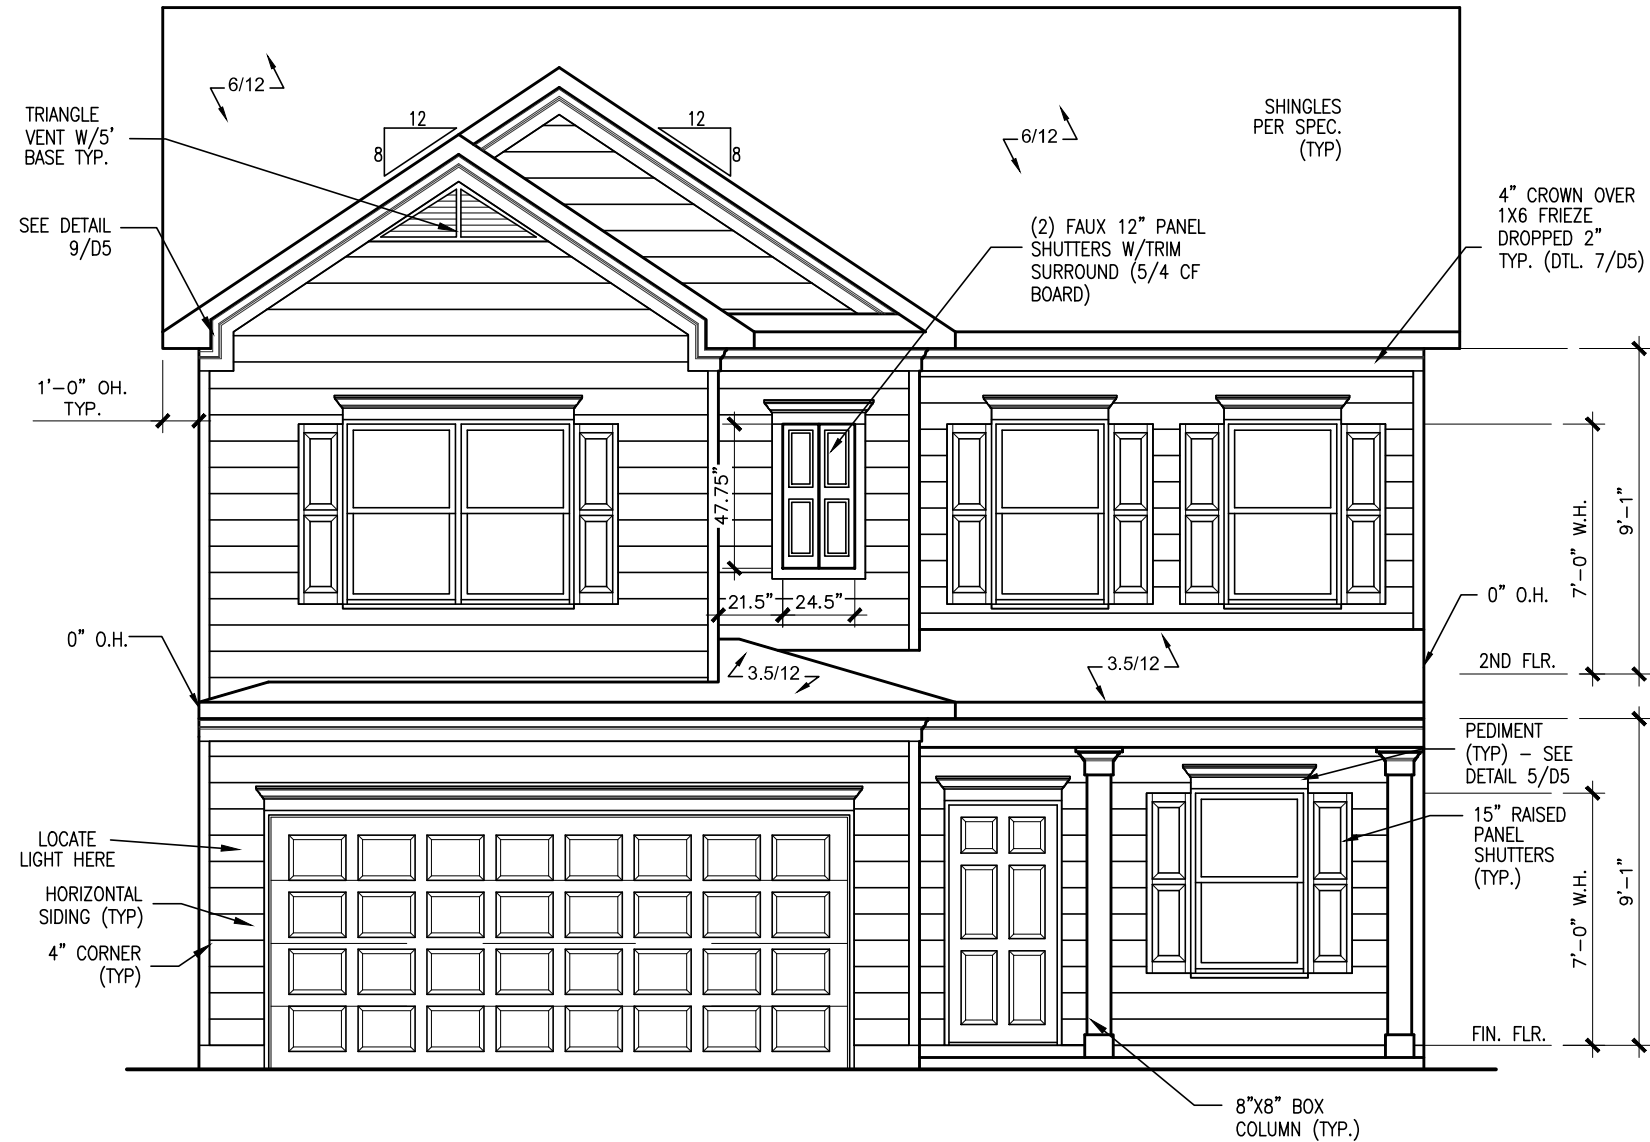 6/12
TRIANGLE
VENT W/5'
BASE TYP.
12
8
12
8
6/12
SHINGLES
PER SPEC.
(TYP)
SEE DETAIL
9/D5
(2) FAUX 12" PANEL
SHUTTERS W/TRIM
SURROUND (5/4 CF
BOARD)
4" CROWN OVER
1X6 FRIEZE
DROPPED 2"
TYP. (DTL. 7/D5)
1'-0" OH.
TYP.
47.75"
21.5"
24.5"
7'-0" W.H.
9'-1"
0" O.H.
0" O.H.
3.5/12
3.5/12
2ND FLR.
PEDIMENT
(TYP) – SEE
DETAIL 5/D5
15" RAISED
PANEL
SHUTTERS
(TYP.)
LOCATE
LIGHT HERE
HORIZONTAL
SIDING (TYP)
4" CORNER
(TYP)
7'-0" W.H.
9'-1"
FIN. FLR.
8"X8" BOX
COLUMN (TYP.)